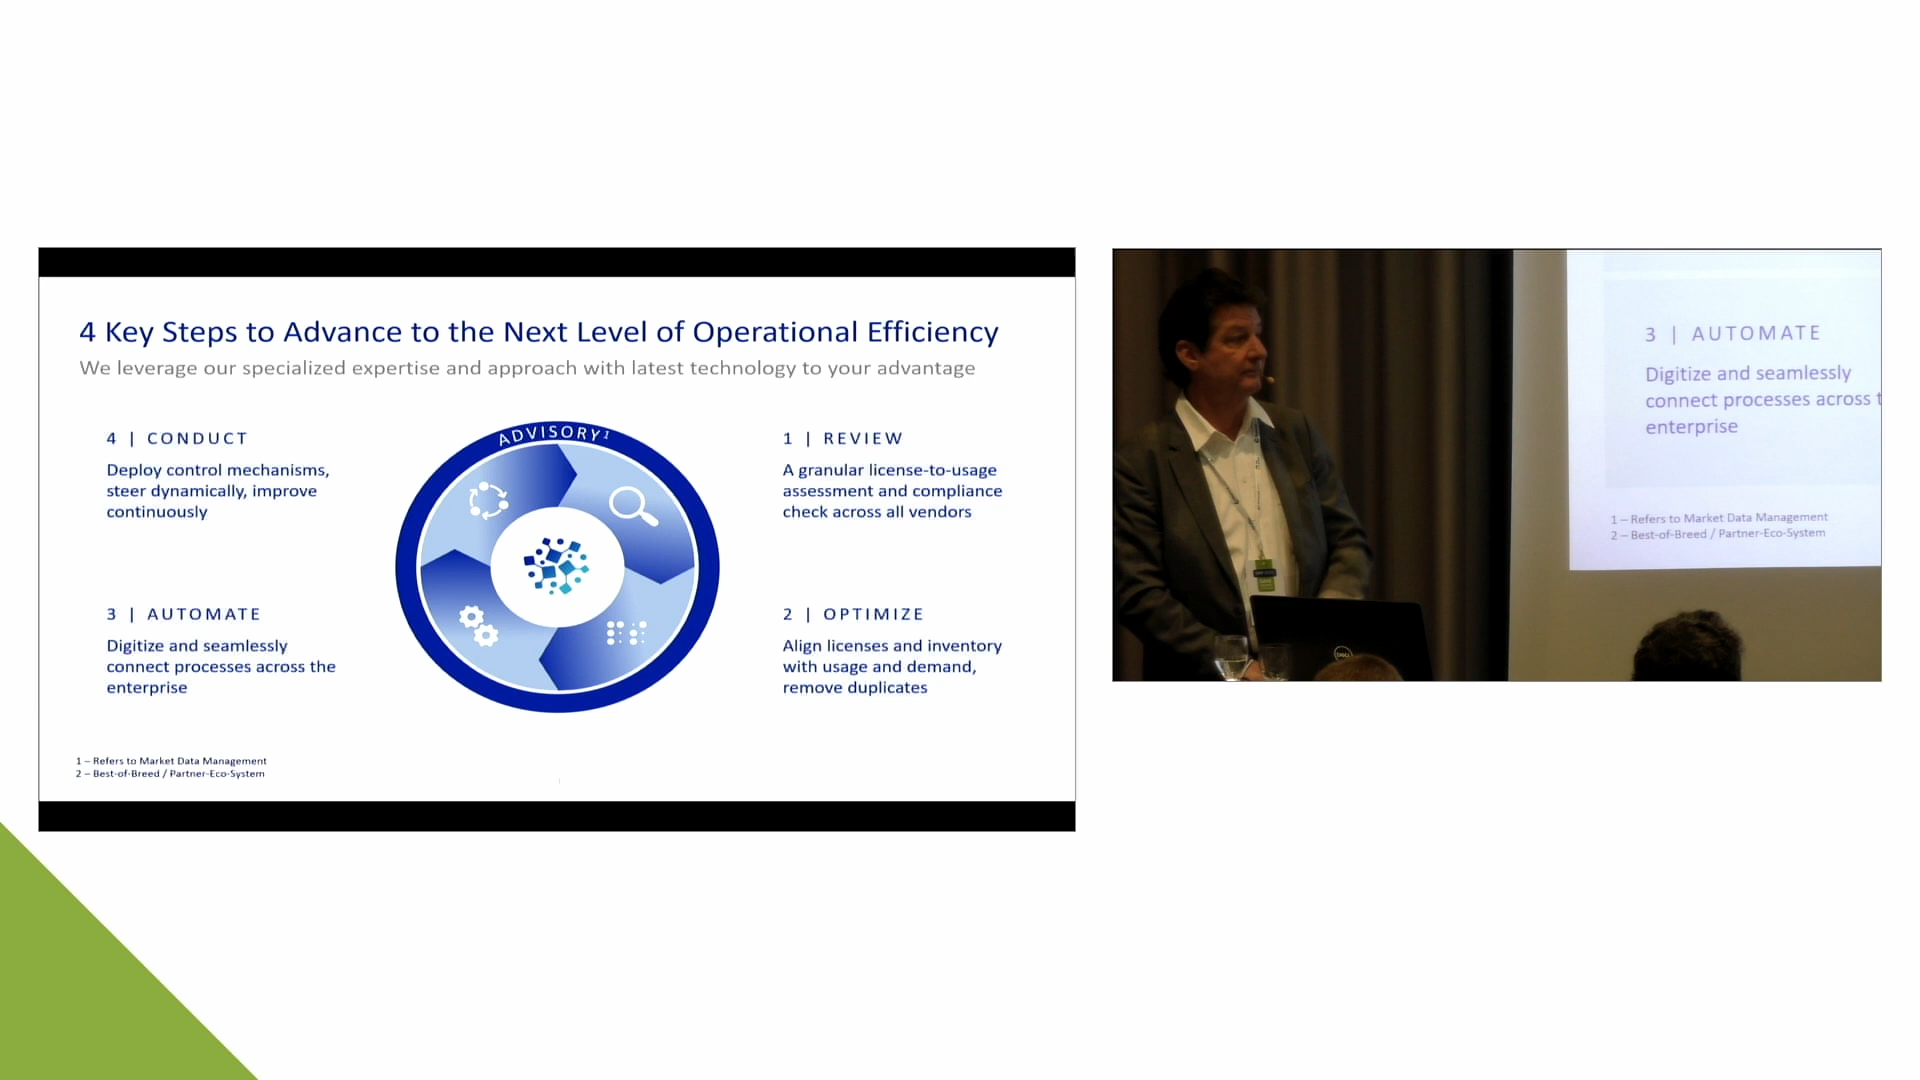 4 Key Steps to Advance to the Next Level of Operational Efficiency
We leverage our specialized expertise and approach with latest technology to your advantage
4 | CONDUCT
Deploy control mechanisms,
steer dynamically, improve
continuously
ADVISORY1
1 | REVIEW
A granular license-to-usage
assessment and compliance
check across all vendors
3 | AUTOMATE
Digitize and seamlessly
connect processes across the
enterprise
2 | OPTIMIZE
Align licenses and inventory
with usage and demand,
remove duplicates
1 – Refers to Market Data Management
2 – Best-of-Breed / Partner-Eco-System
3 | AUTOMATE
Digitize and seamlessly
connect processes across t
enterprise
1 – Refers to Market Data Management
2 – Best-of-Breed / Partner-Eco-System
DELL